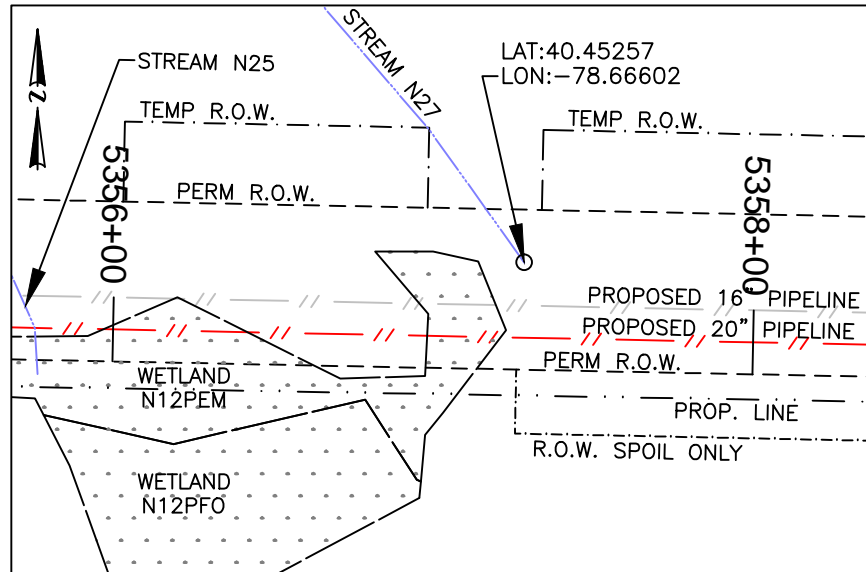 STREAM N25
STREAM N27
LAT:40.45257
LON:-78.66602
N
TEMP R.O.W.
TEMP R.O.W.
5356+00
PERM R.O.W.
5358+00
PROPOSED 16" PIPELINE
PROPOSED 20" PIPELINE
PERM R.O.W.
WETLAND
N12PEM
PROP. LINE
R.O.W. SPOIL ONLY
WETLAND
N12PFO